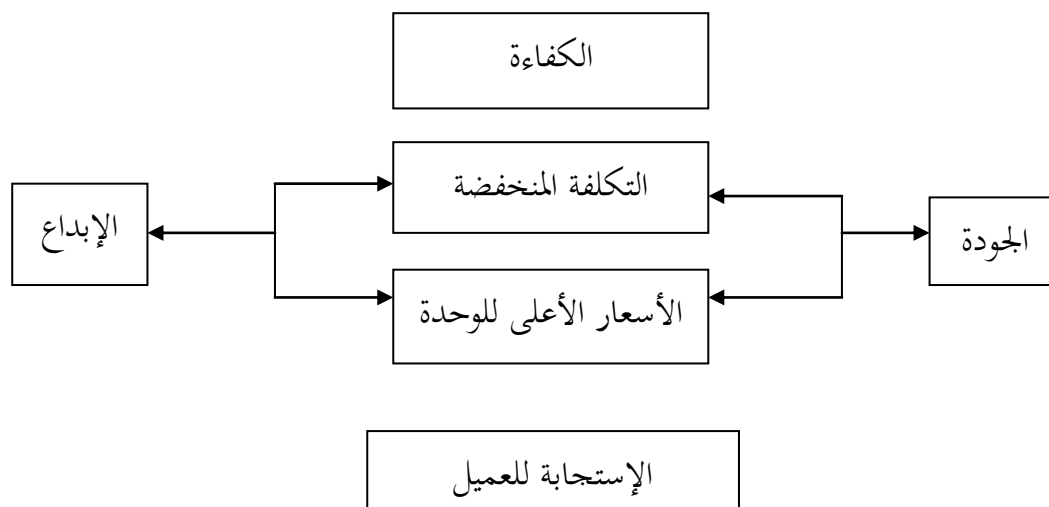 الكفاءة
التكلفة المنخفضة
الجودة
الإبداع
الأسعار الأعلى للوحدة
الإستجابة للعميل